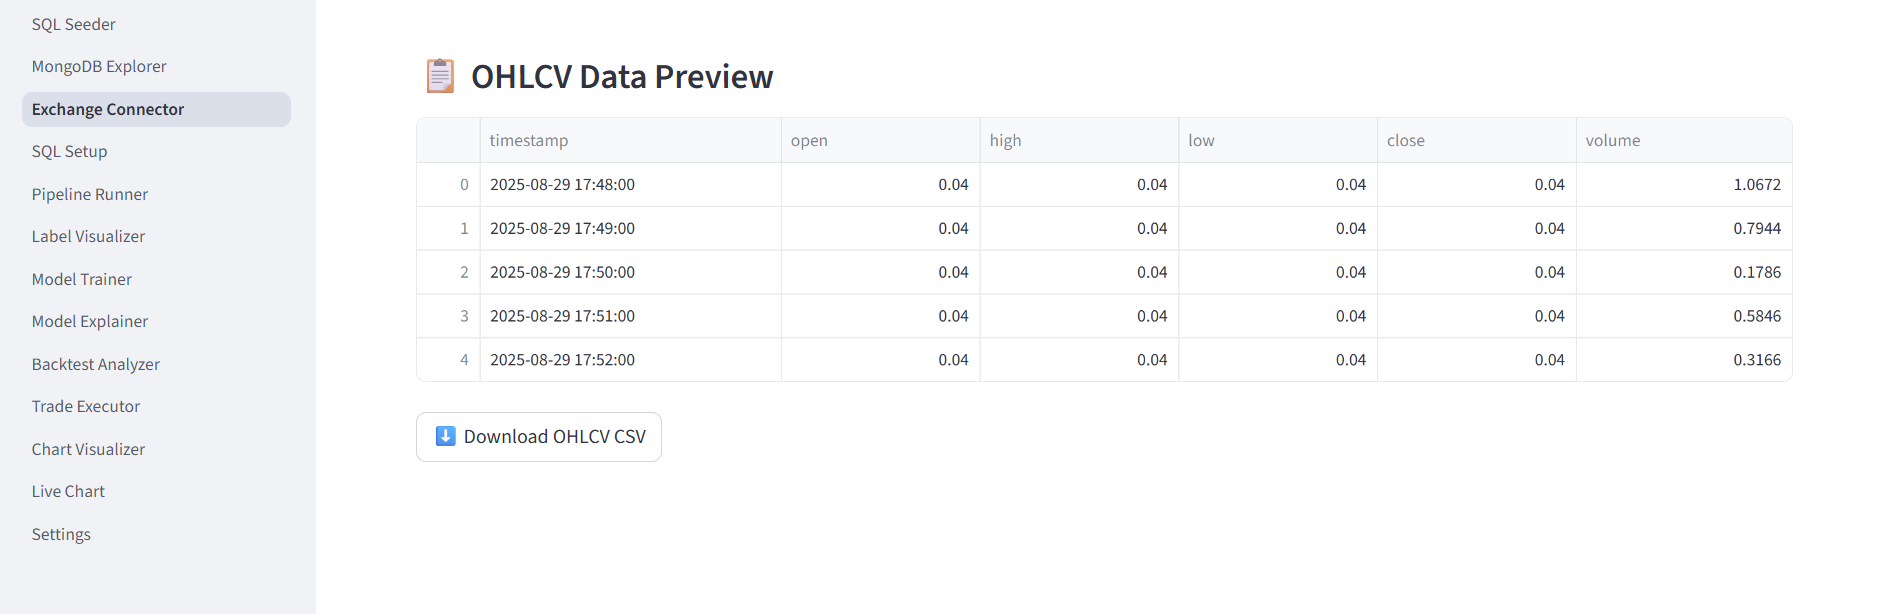 SQL Seeder
MongoDB Explorer
Exchange Connector
SQL Setup
Pipeline Runner
Label Visualizer
Model Trainer
Model Explainer
Backtest Analyzer
Trade Executor
Chart Visualizer
Live Chart
Settings
OHLCV Data Preview
timestamp open high low close volume
0 2025-08-29 17:48:00 0.04 0.04 0.04 0.04 1.0672
1 2025-08-29 17:49:00 0.04 0.04 0.04 0.04 0.7944
2 2025-08-29 17:50:00 0.04 0.04 0.04 0.04 0.1786
3 2025-08-29 17:51:00 0.04 0.04 0.04 0.04 0.5846
4 2025-08-29 17:52:00 0.04 0.04 0.04 0.04 0.3166
Download OHLCV CSV